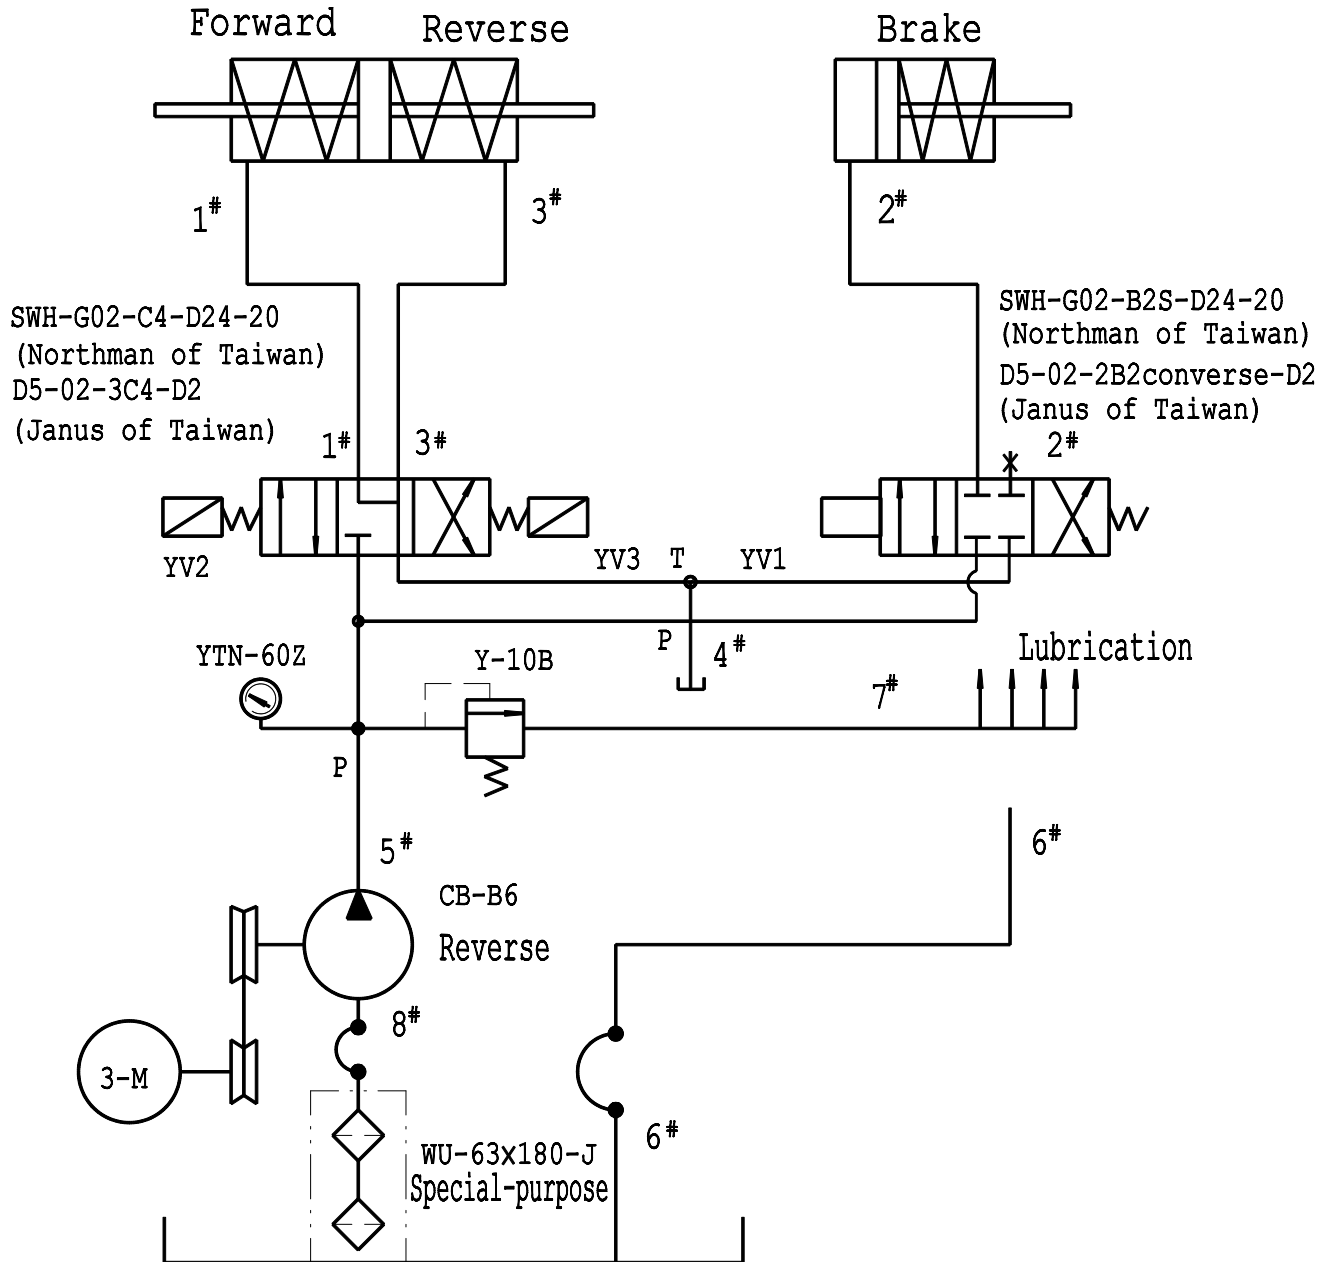 Forward
Reverse
Brake
1#
3#
2#
SWH-G02-C4-D24-20
(Northman of Taiwan)
D5-02-3C4-D2
(Janus of Taiwan)
SWH-G02-B2S-D24-20
(Northman of Taiwan)
D5-02-2B2converse-D2
(Janus of Taiwan)
1#
3#
2#
YV2
YV3
T
YV1
P
4#
YTN-60Z
Y-10B
Lubrication
7#
P
5#
6#
CB-B6
Reverse
8#
3-M
6#
WU-63x180-J
Special-purpose